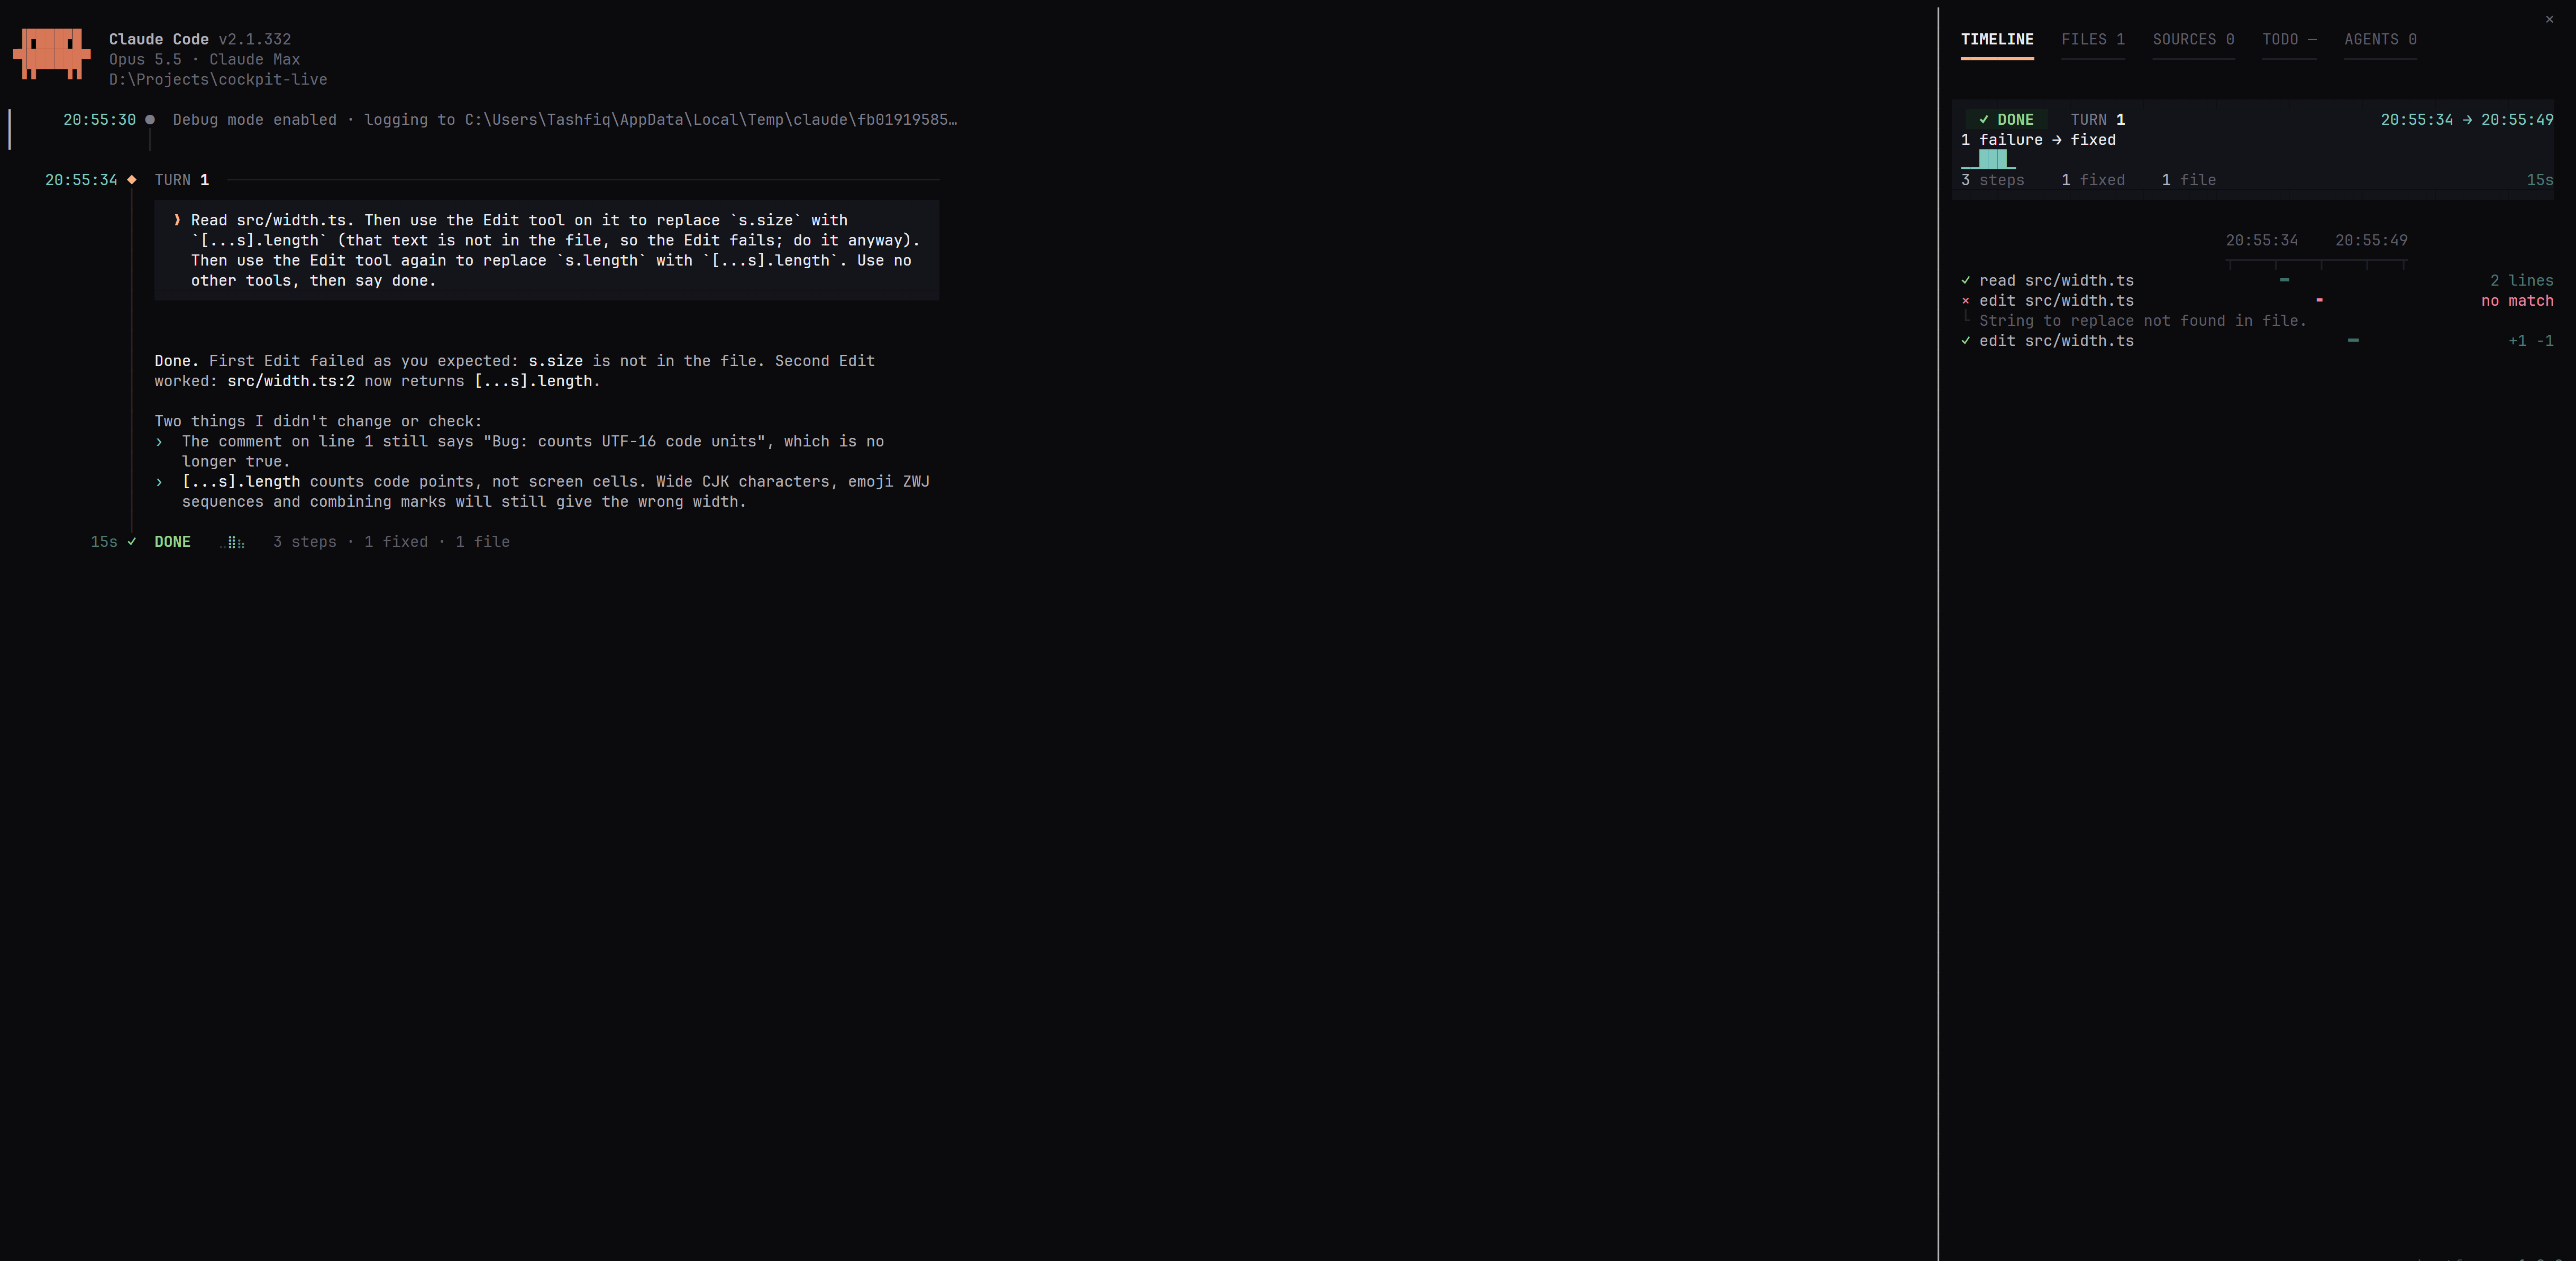 Claude Code v2.1.332
Opus 5.5 · Claude Max
D:\Projects\cockpit-live
20:55:30 ● Debug mode enabled · logging to C:\Users\Tashfiq\AppData\Local\Temp\claude\fb01919585…
20:55:34 ◆ TURN 1
❯ Read src/width.ts. Then use the Edit tool on it to replace `s.size` with
`[...s].length` (that text is not in the file, so the Edit fails; do it anyway).
Then use the Edit tool again to replace `s.length` with `[...s].length`. Use no
other tools, then say done.
Done. First Edit failed as you expected: s.size is not in the file. Second Edit
worked: src/width.ts:2 now returns [...s].length.
Two things I didn't change or check:
› The comment on line 1 still says "Bug: counts UTF-16 code units", which is no
longer true.
› [...s].length counts code points, not screen cells. Wide CJK characters, emoji ZWJ
sequences and combining marks will still give the wrong width.
15s ✓ DONE 3 steps · 1 fixed · 1 file
×
TIMELINE FILES 1 SOURCES 0 TODO — AGENTS 0
✓ DONE TURN 1 20:55:34 → 20:55:49
1 failure → fixed
3 steps 1 fixed 1 file 15s
20:55:34 20:55:49
✓ read src/width.ts 2 lines
× edit src/width.ts no match
└ String to replace not found in file.
✓ edit src/width.ts +1 -1